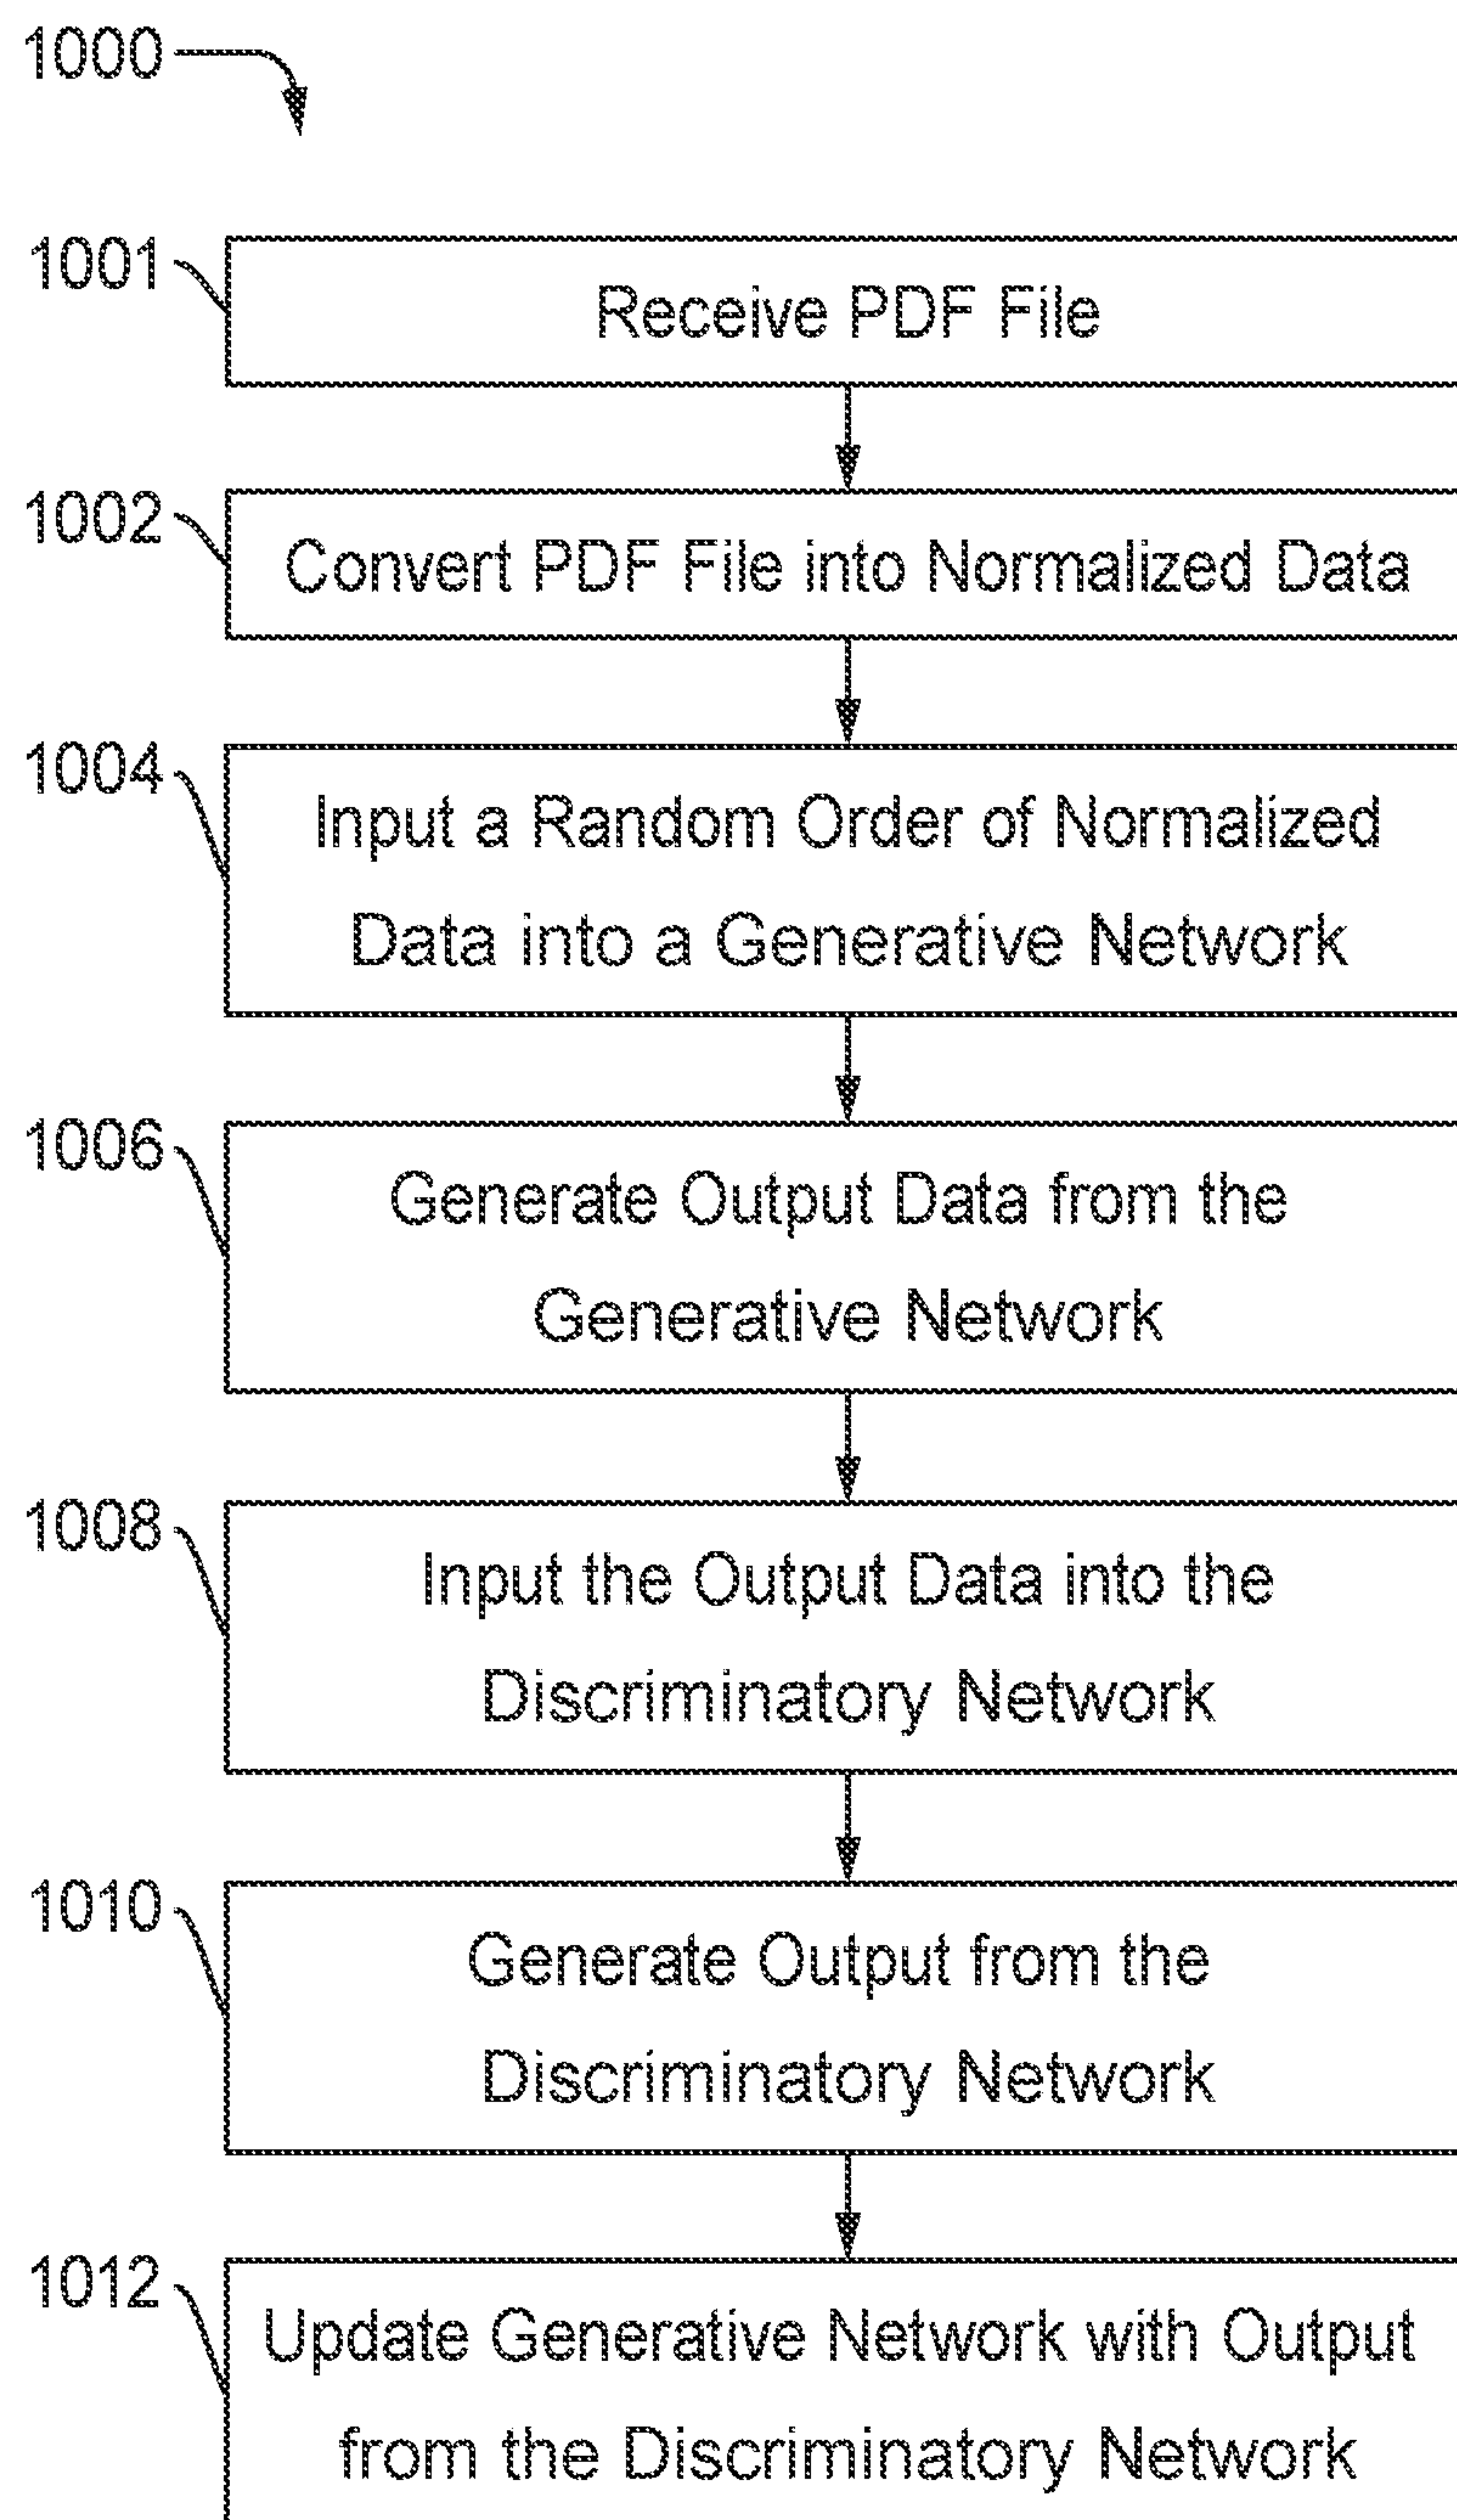 1000
1001
Receive PDF File
1002
Convert PDF File into Normalized Data
1004
Input a Random Order of Normalized
Data into a Generative Network
1006
Generate Output Data from the
Generative Network
1008
Input the Output Data into the
Discriminatory Network
1010
Generate Output from the
Discriminatory Network
1012
Update Generative Network with Output
from the Discriminatory Network